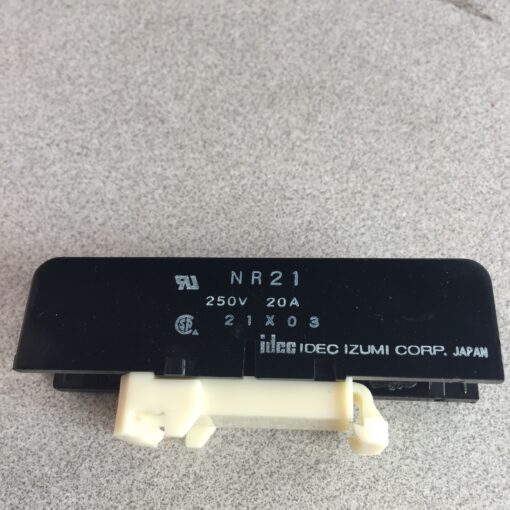 NR21
250V 20A
21X03
idec IDEC IZUMI CORP. JAPAN